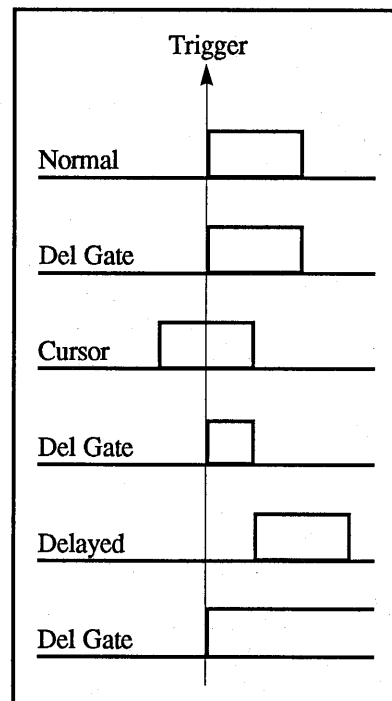 Trigger
Normal
Del Gate
Cursor
Del Gate
Delayed
Del Gate